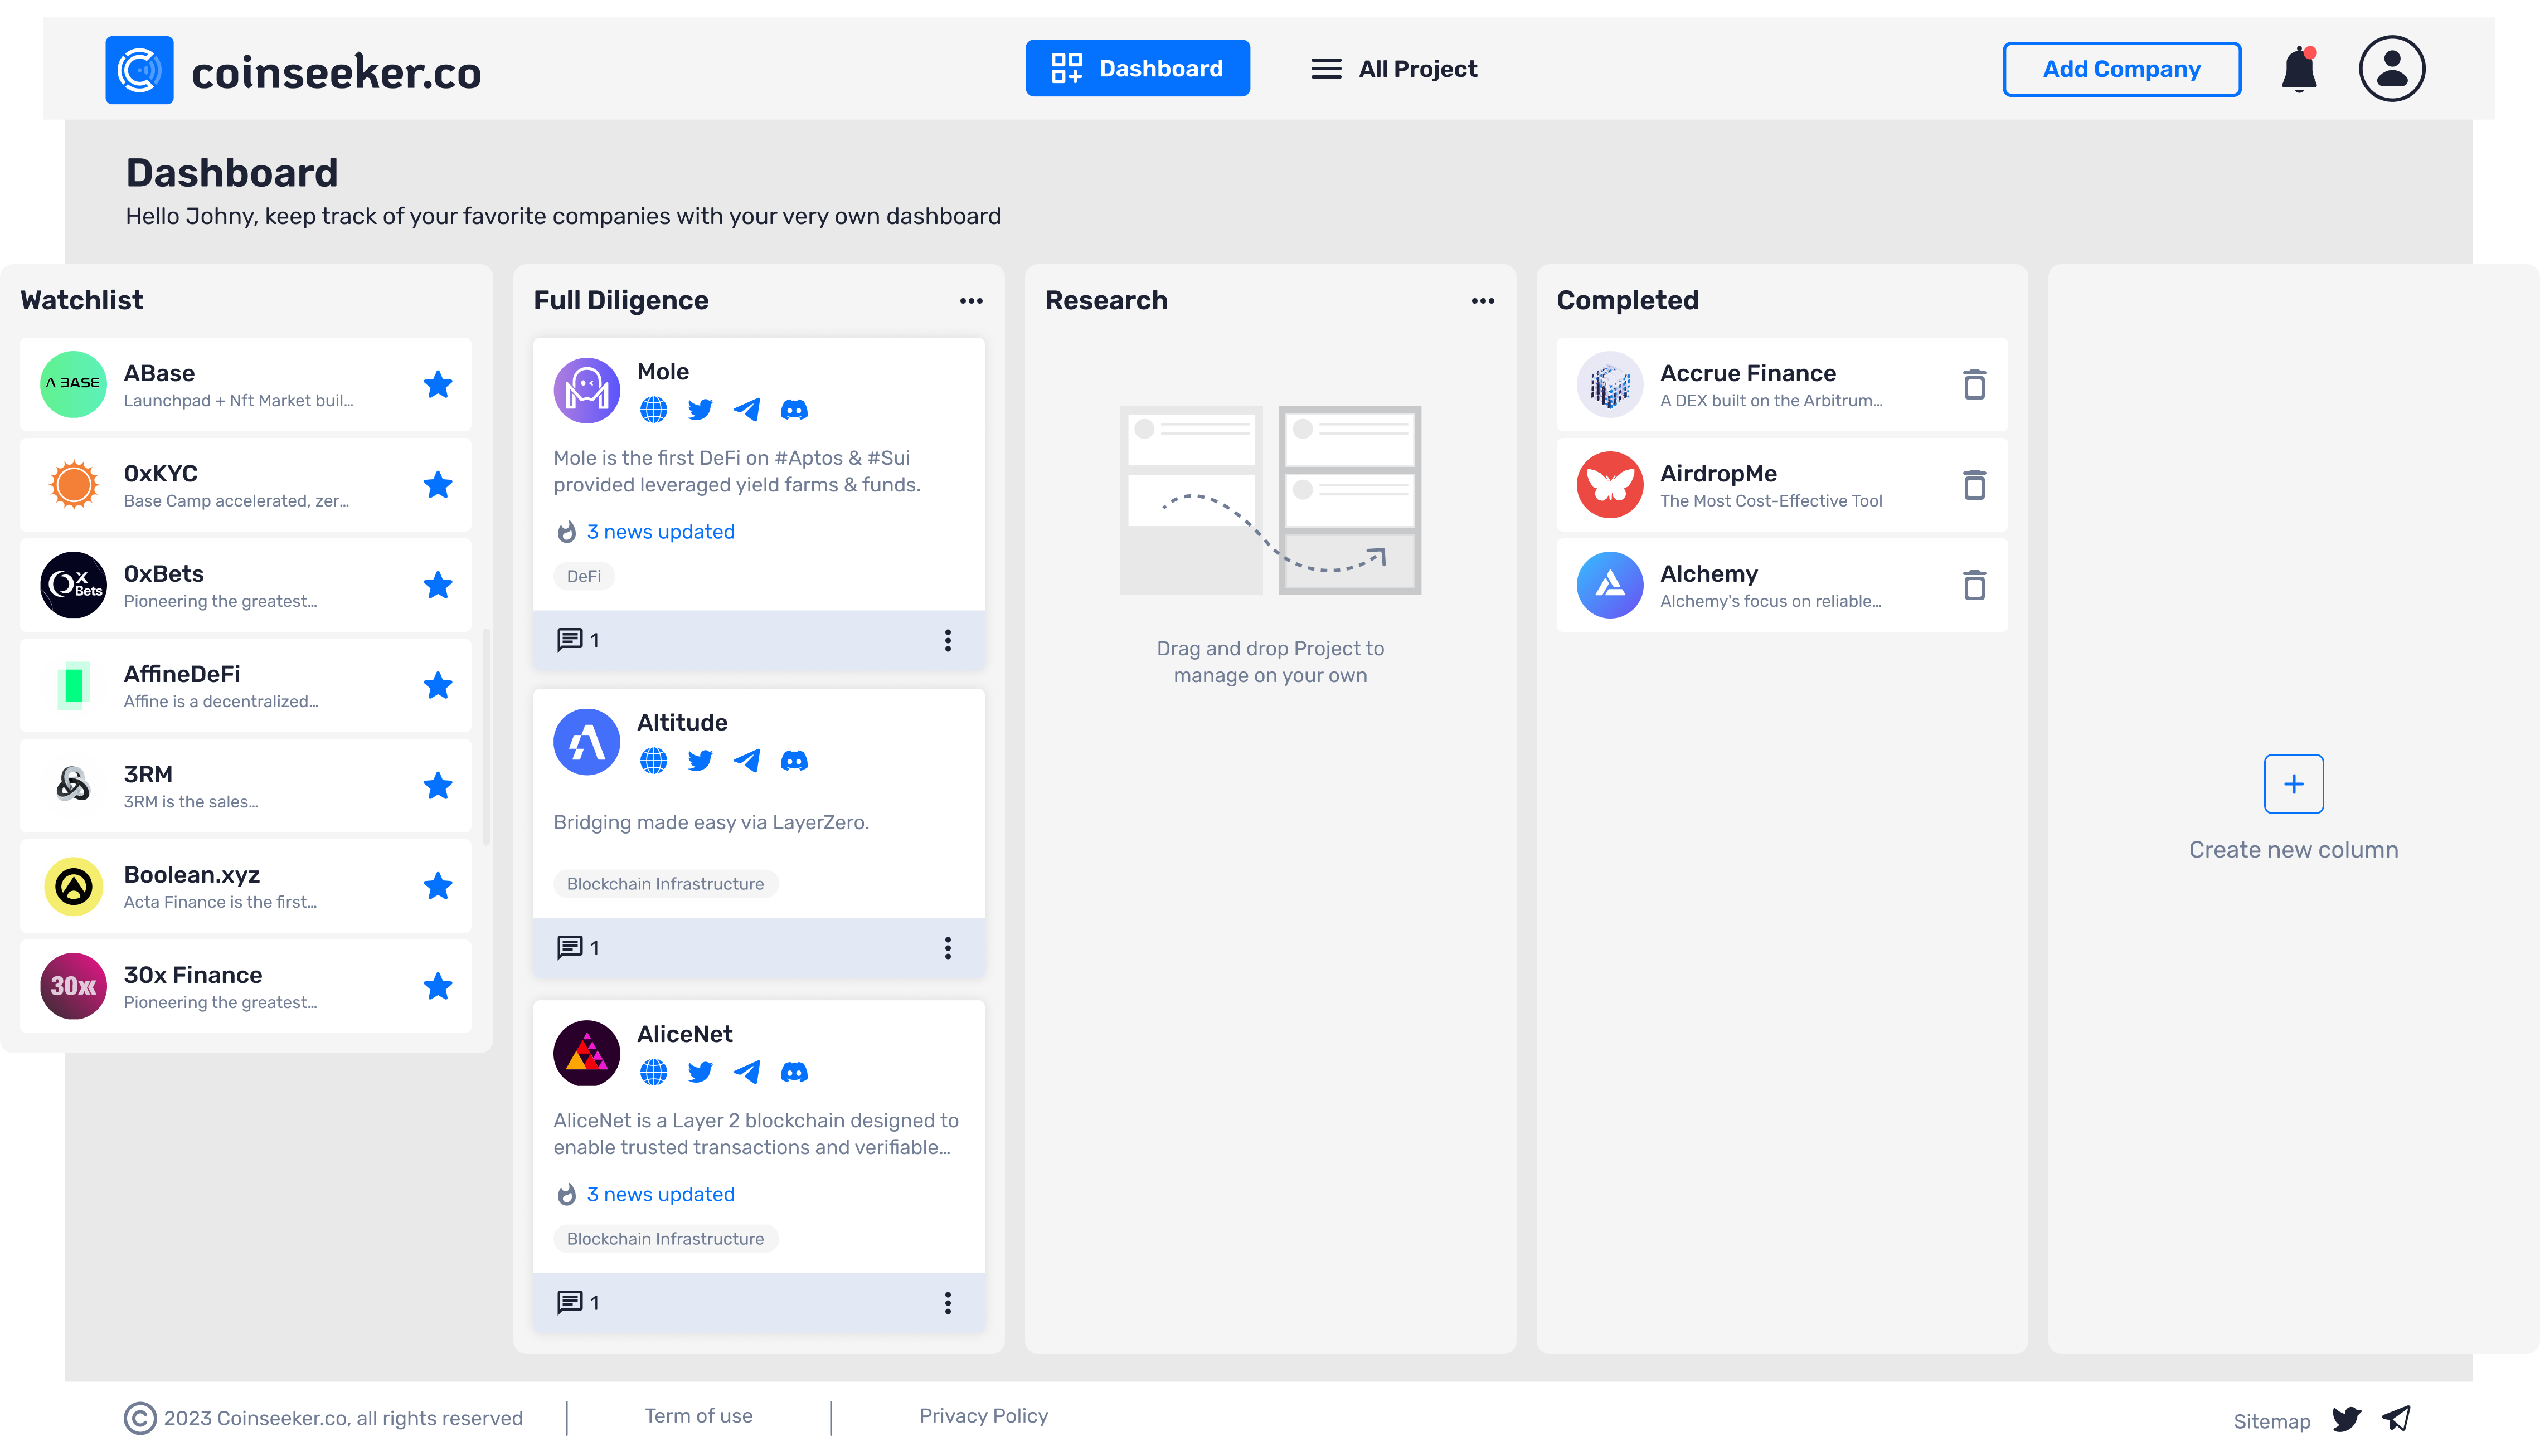 coinseeker.co
Dashboard
All Project
Add Company
Dashboard
Hello Johny, keep track of your favorite companies with your very own dashboard
Watchlist
ABASE
ABase
Launchpad + Nft Market buil...
0xKYC
Base Camp accelerated, zer...
0x Bets
0xBets
Pioneering the greatest...
AffineDeFi
Affine is a decentralized...
3RM
3RM is the sales...
Boolean.xyz
Acta Finance is the first...
30xx
30x Finance
Pioneering the greatest...
Full Diligence
Mole
Mole is the first DeFi on #Aptos & #Sui
provided leveraged yield farms & funds.
3 news updated
DeFi
1
Altitude
Bridging made easy via LayerZero.
Blockchain Infrastructure
1
AliceNet
AliceNet is a Layer 2 blockchain designed to
enable trusted transactions and verifiable...
3 news updated
Blockchain Infrastructure
1
Research
Drag and drop Project to
manage on your own
Completed
Accrue Finance
A DEX built on the Arbitrum...
AirdropMe
The Most Cost-Effective Tool
Alchemy
Alchemy's focus on reliable...
Create new column
© 2023 Coinseeker.co, all rights reserved
Term of use
Privacy Policy
Sitemap